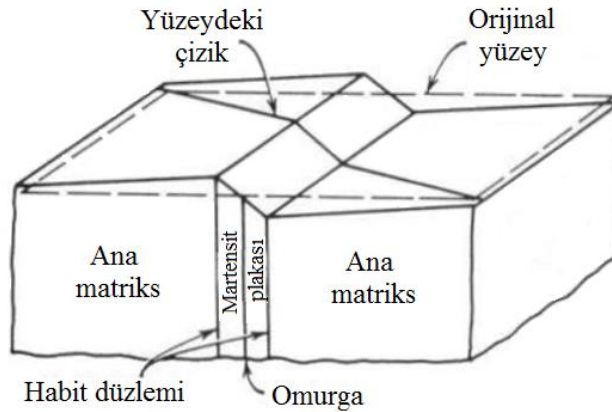 Yüzeydeki
çizik
Orijinal
yüzey
Ana
matriks
Martensit
plakası
Ana
matriks
Habit düzlemi
Omurga